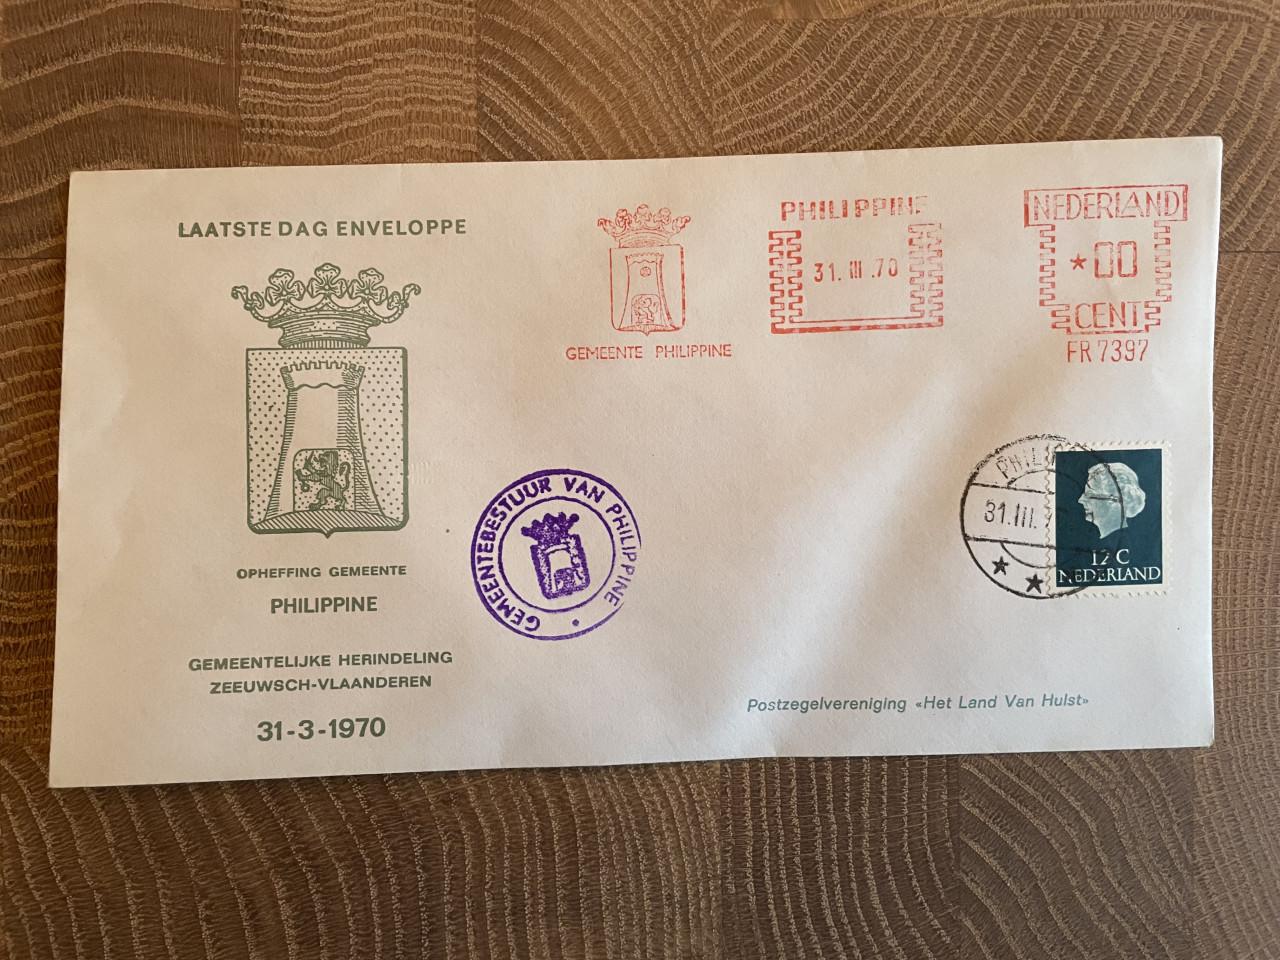 LAATSTE DAG ENVELOPPE
OPHEFFING GEMEENTE
PHILIPPINE
GEMEENTELIJKE HERINDELING
ZEEUWSCH-VLAANDEREN
31-3-1970
GEMEENTE PHILIPPINE
PHILIPPINE
31.III.70
NEDERLAND
*00
CENT
FR 7397
GEMEENTEBESTUUR VAN PHILIPPINE
31.III.
12 C
NEDERLAND
Postzegelvereniging «Het Land Van Hulst»